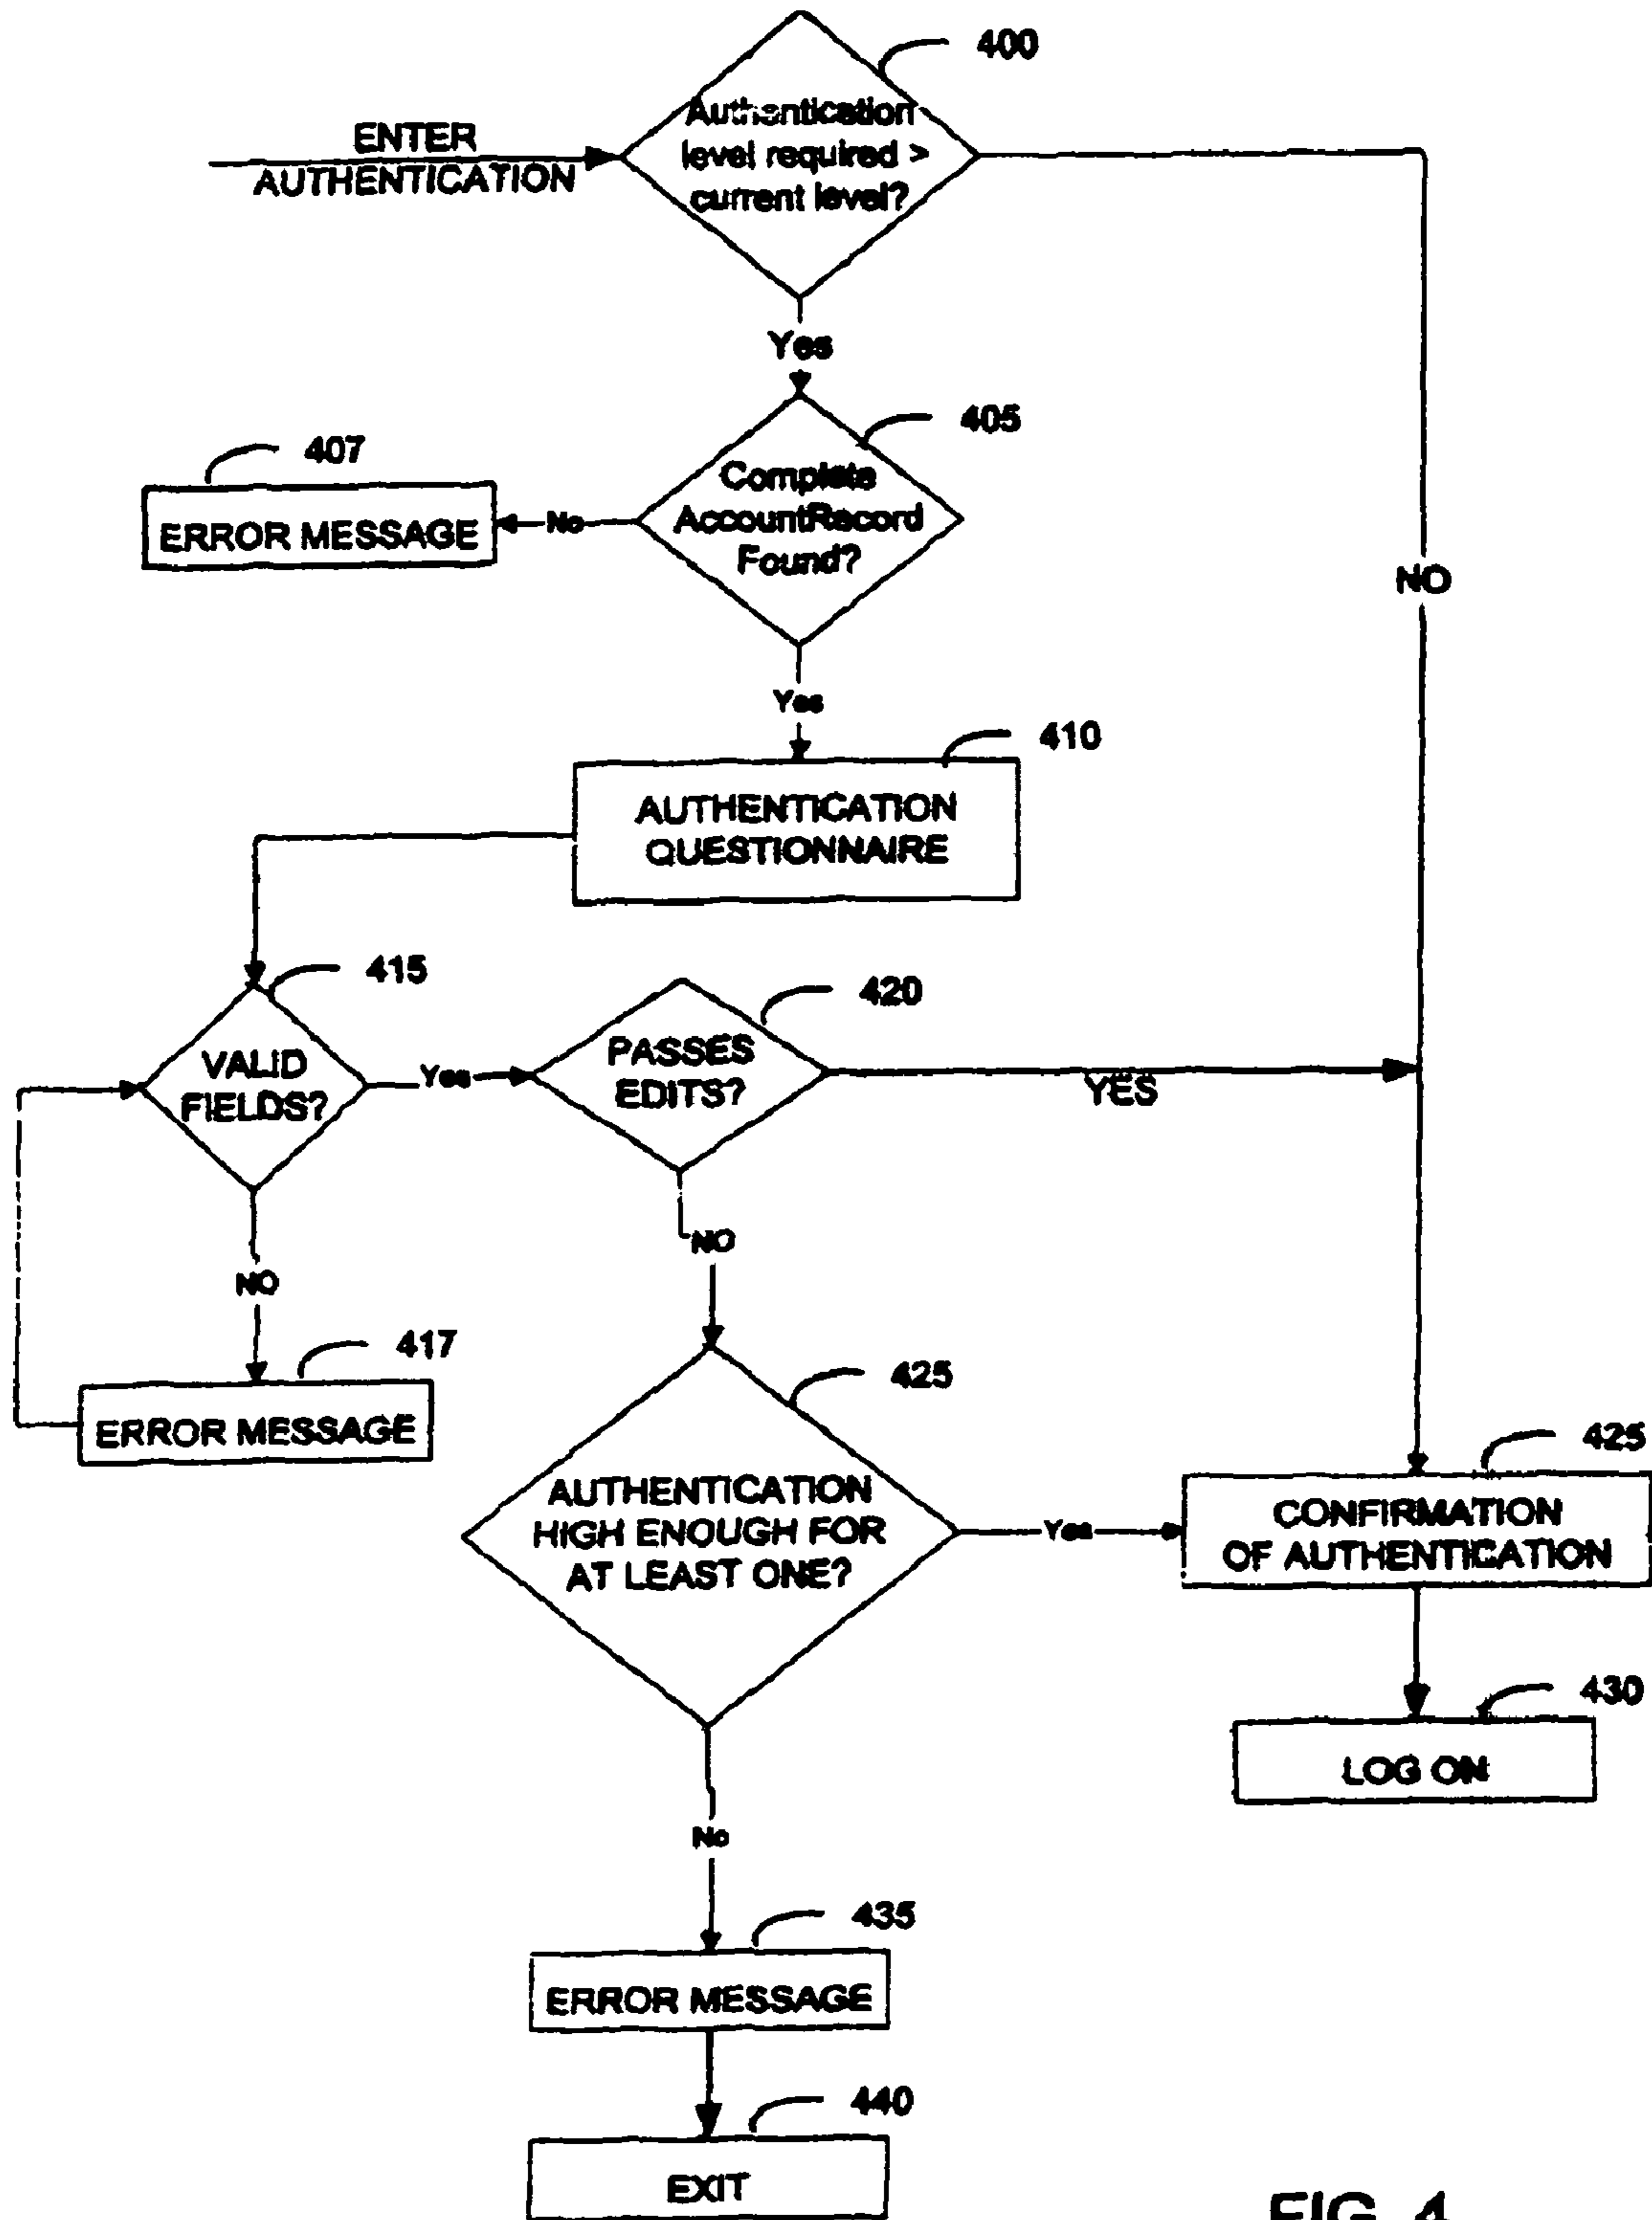 400
Authentication
level required >
current level?
ENTER
AUTHENTICATION
Yes
NO
405
Complete
AccountRecord
Found?
No
407
ERROR MESSAGE
Yes
410
AUTHENTICATION
QUESTIONNAIRE
415
VALID
FIELDS?
Yes
420
PASSES
EDITS?
YES
NO
NO
417
ERROR MESSAGE
425
AUTHENTICATION
HIGH ENOUGH FOR
AT LEAST ONE?
Yes
425
CONFIRMATION
OF AUTHENTICATION
430
LOG ON
No
435
ERROR MESSAGE
440
EXIT
FIG. 4